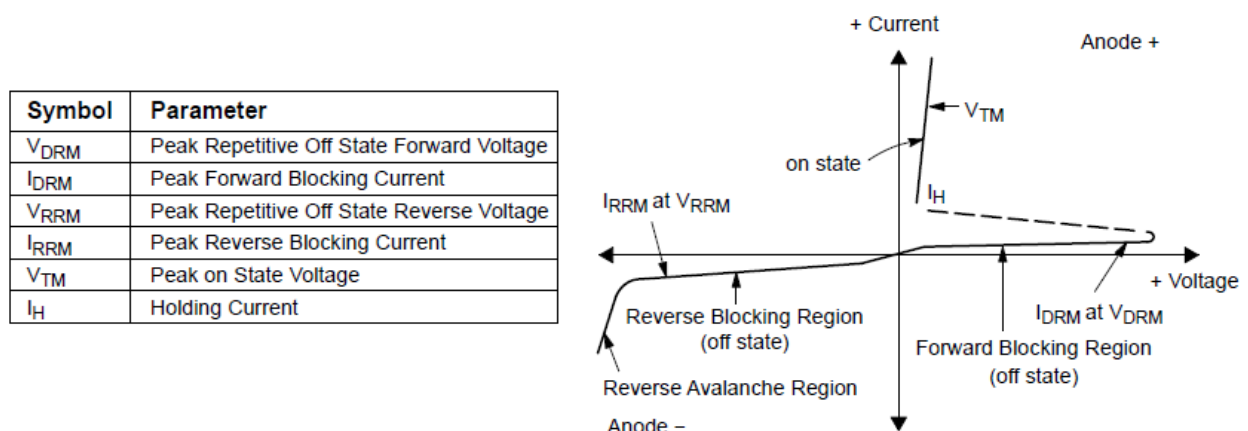 Symbol Parameter
VDRM Peak Repetitive Off State Forward Voltage
IDRM Peak Forward Blocking Current
VRRM Peak Repetitive Off State Reverse Voltage
IRRM Peak Reverse Blocking Current
VTM Peak on State Voltage
IH Holding Current
+ Current
Anode +
VTM
on state
IH
IRRM at VRRM
+ Voltage
IDRM at VDRM
Reverse Blocking Region
(off state)
Forward Blocking Region
(off state)
Reverse Avalanche Region
Anode −